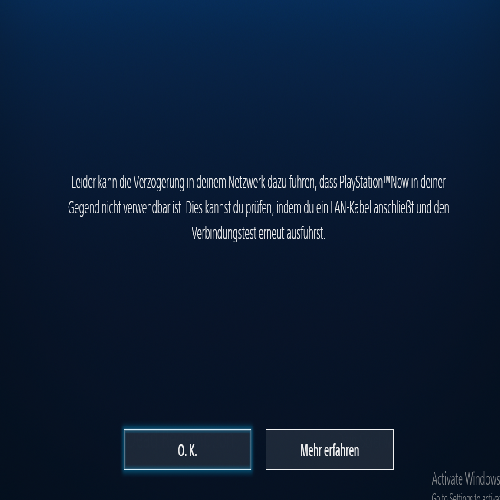 Leider kann die Verzögerung in deinem Netzwerk dazu führen, dass PlayStation™Now in deiner
Gegend nicht verwendbar ist. Dies kannst du prüfen, indem du ein LAN-Kabel anschließt und den
Verbindungstest erneut ausführst.
O. K.
Mehr erfahren
Activate Windows
Go to Settings to activa